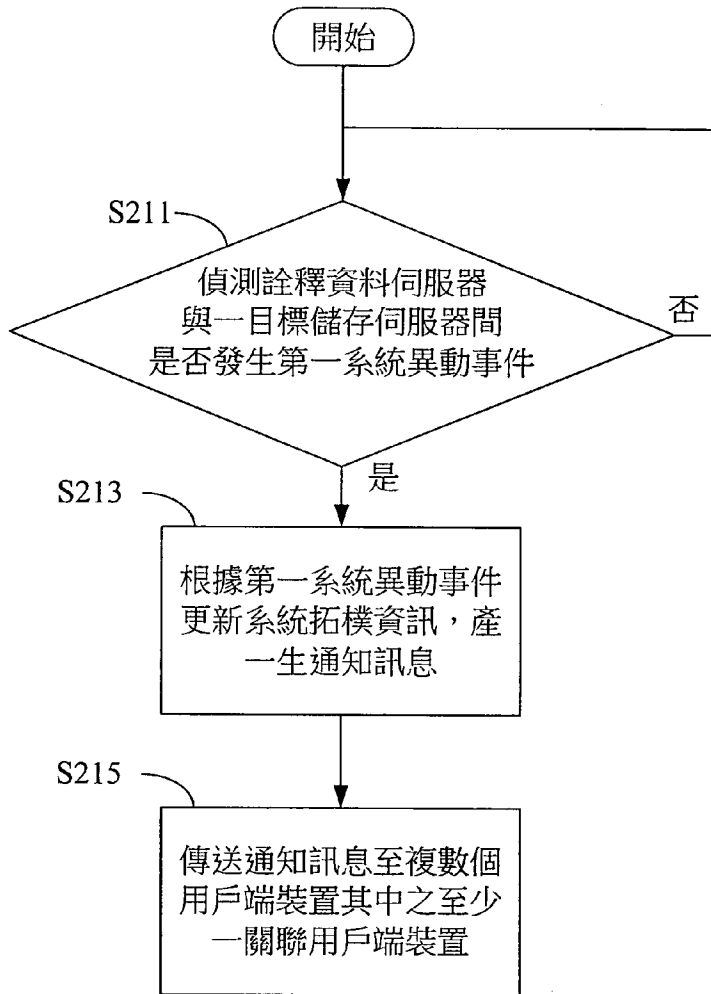 開始
S211
偵測詮釋資料伺服器
與一目標儲存伺服器間
是否發生第一系統異動事件
否
是
S213
根據第一系統異動事件
更新系統拓樸資訊，產
一生通知訊息
S215
傳送通知訊息至複數個
用戶端裝置其中之至少
一關聯用戶端裝置